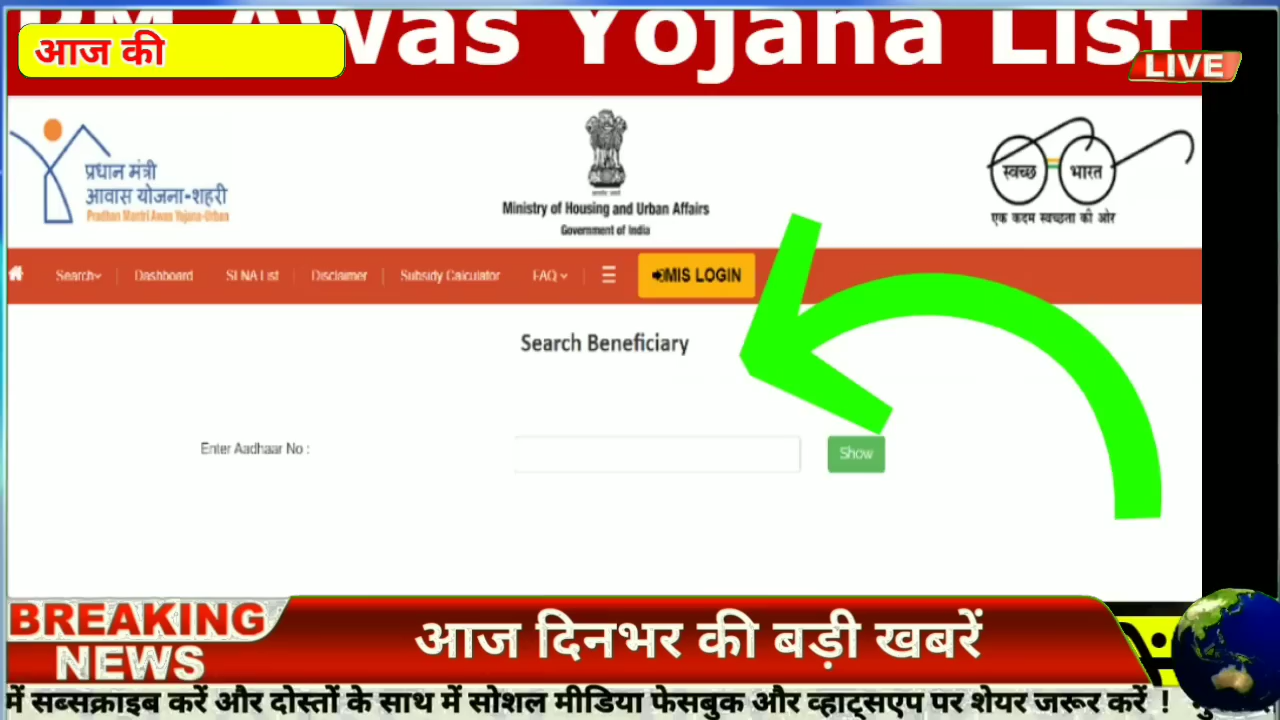 PM Awas Yojana List
आज की
LIVE
प्रधान मंत्री
आवास योजना-शहरी
Pradhan Mantri Awas Yojana-Urban
Ministry of Housing and Urban Affairs
Government of India
स्वच्छ भारत
एक कदम स्वच्छता की ओर
Search
Dashboard
SLNA List
Disclaimer
Subsidy Calculator
FAQ
MIS LOGIN
Search Beneficiary
Enter Aadhaar No :
Show
BREAKING
NEWS
आज दिनभर की बड़ी खबरें
में सब्सक्राइब करें और दोस्तों के साथ में सोशल मीडिया फेसबुक और व्हाट्सएप पर शेयर जरूर करें !